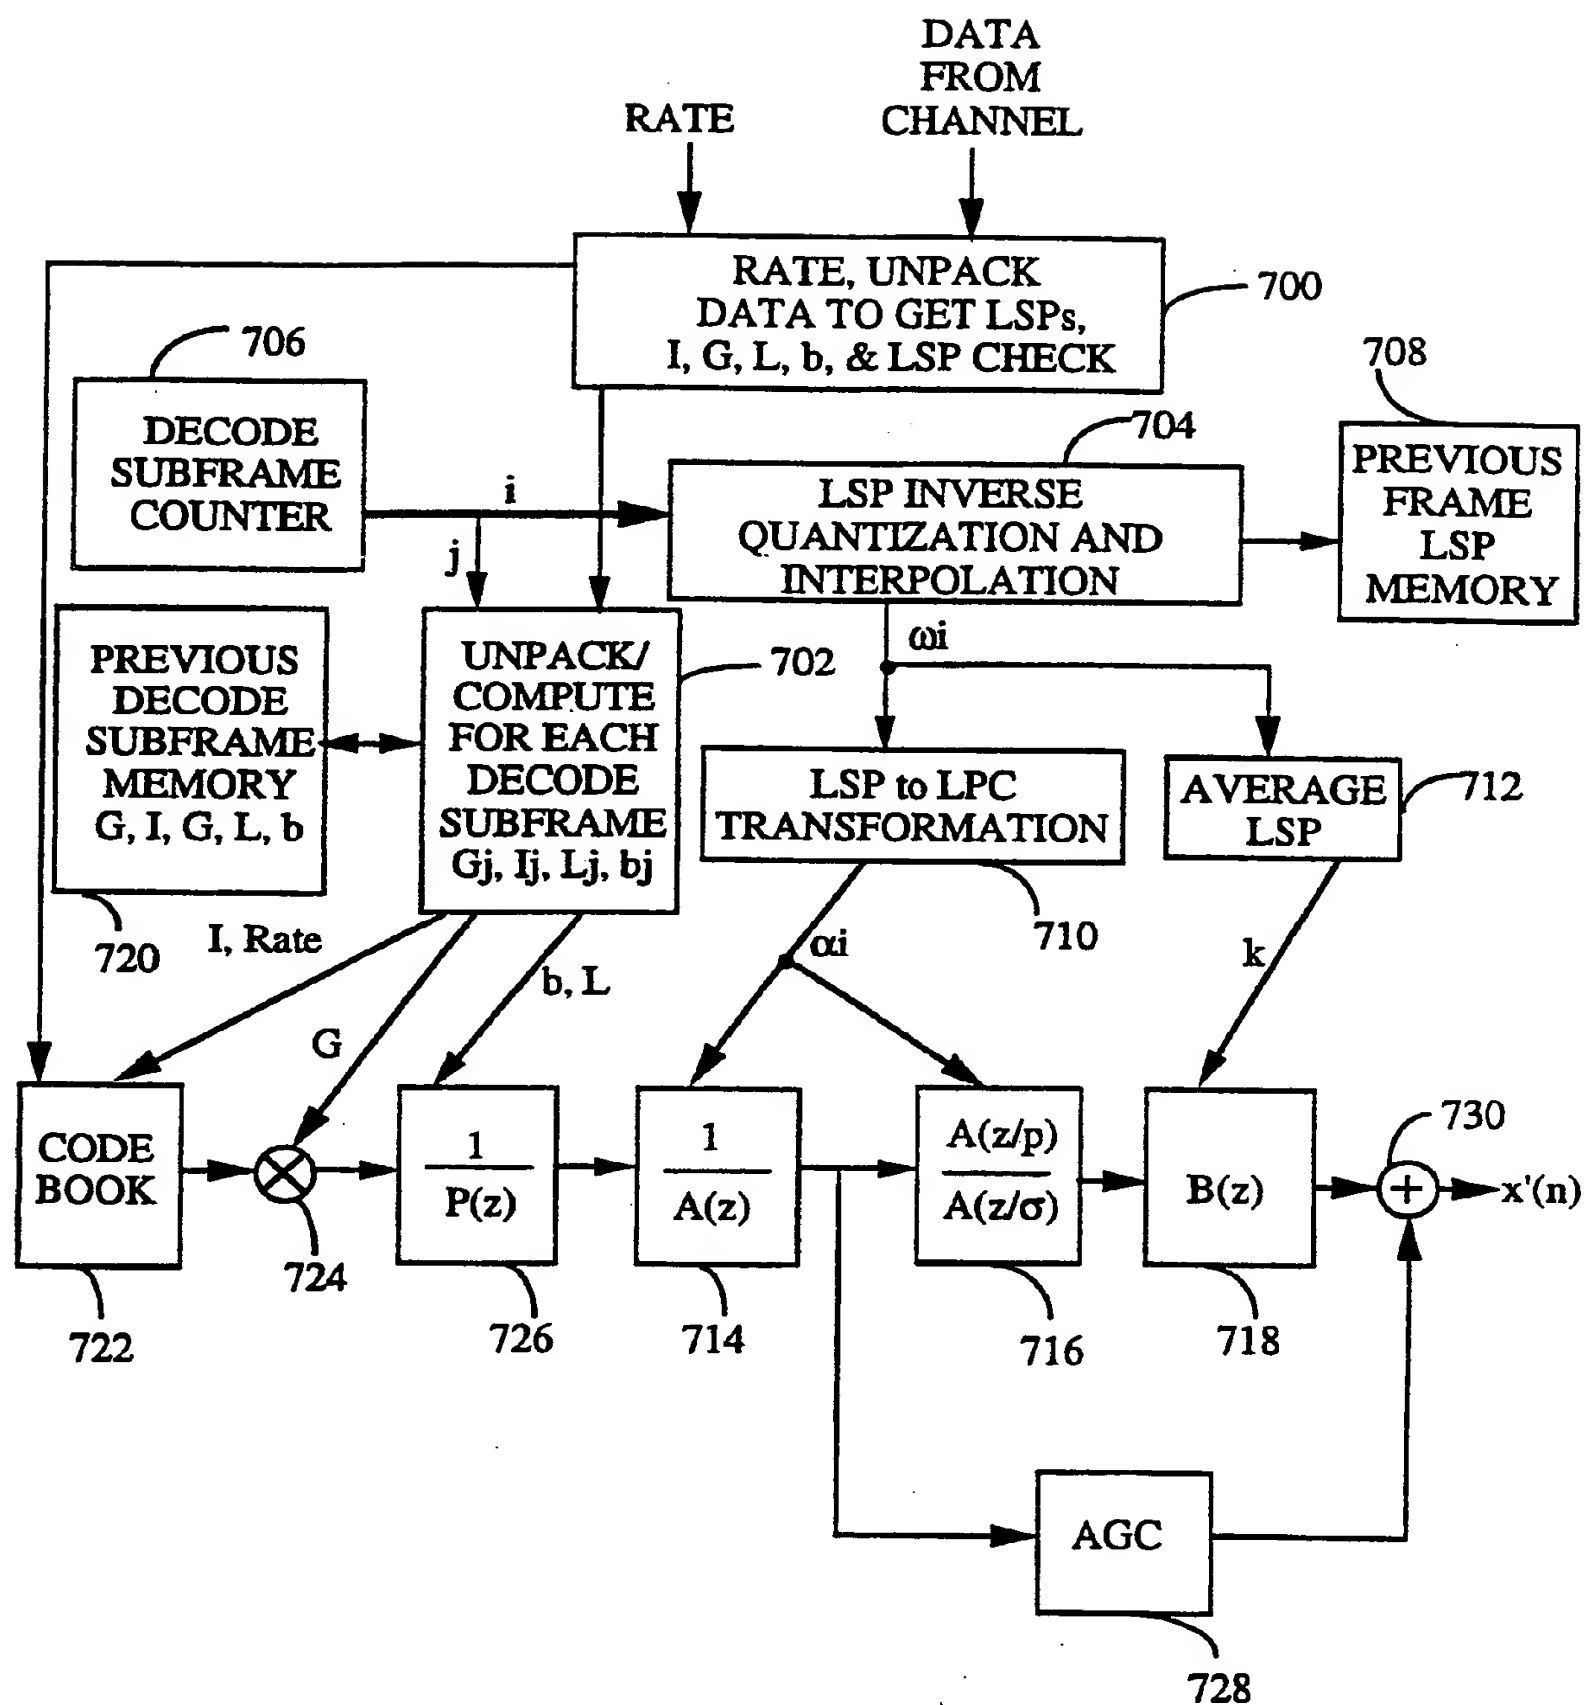 DATA
FROM
CHANNEL
RATE
RATE, UNPACK
DATA TO GET LSPs,
I, G, L, b, & LSP CHECK
700
706
DECODE
SUBFRAME
COUNTER
i
j
704
LSP INVERSE
QUANTIZATION AND
INTERPOLATION
708
PREVIOUS
FRAME
LSP
MEMORY
ωi
PREVIOUS
DECODE
SUBFRAME
MEMORY
G, I, G, L, b
720
UNPACK/
COMPUTE
FOR EACH
DECODE
SUBFRAME
Gj, Ij, Lj, bj
702
LSP to LPC
TRANSFORMATION
710
AVERAGE
LSP
712
I, Rate
G
b, L
αi
k
CODE
BOOK
722
724
1
P(z)
726
1
A(z)
714
A(z/p)
A(z/σ)
716
B(z)
718
730
+
x'(n)
AGC
728